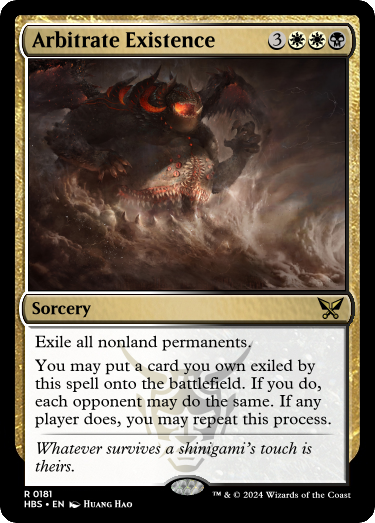 Arbitrate Existence 3
Sorcery
Exile all nonland permanents.
You may put a card you own exiled by
this spell onto the battlefield. If you do,
each opponent may do the same. If any
player does, you may repeat this process.
Whatever survives a shinigami's touch is
theirs.
R 0181
HBS • EN Huang Hao
™ & © 2024 Wizards of the Coast